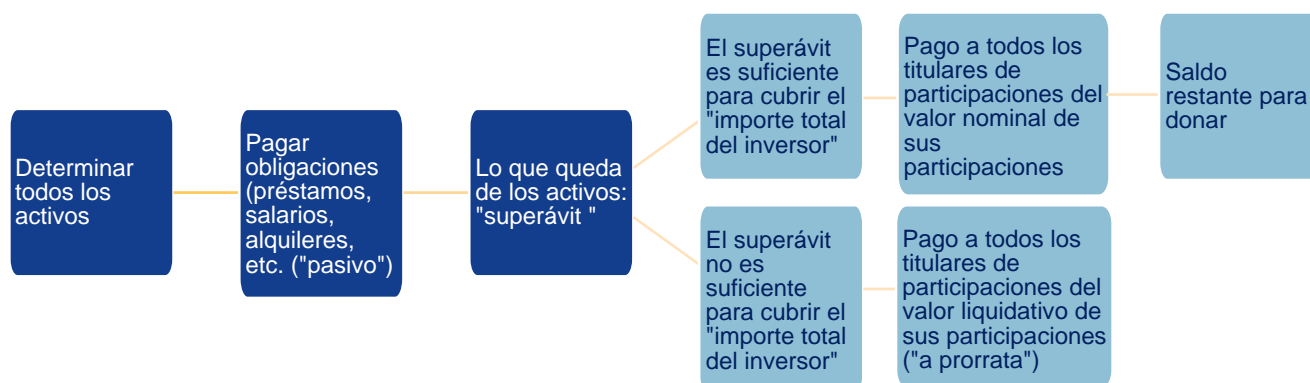 Determinar
todos los
activos
Pagar
obligaciones
(préstamos,
salarios,
alquileres,
etc. ("pasivo")
Lo que queda
de los activos:
"superávit "
El superávit
es suficiente
para cubrir el
"importe total
del inversor"
Pago a todos los
titulares de
participaciones del
valor nominal de
sus
participaciones
Saldo
restante para
donar
El superávit
no es
suficiente
para cubrir el
"importe total
del inversor"
Pago a todos los
titulares de
participaciones del
valor liquidativo de
sus participaciones
("a prorrata")